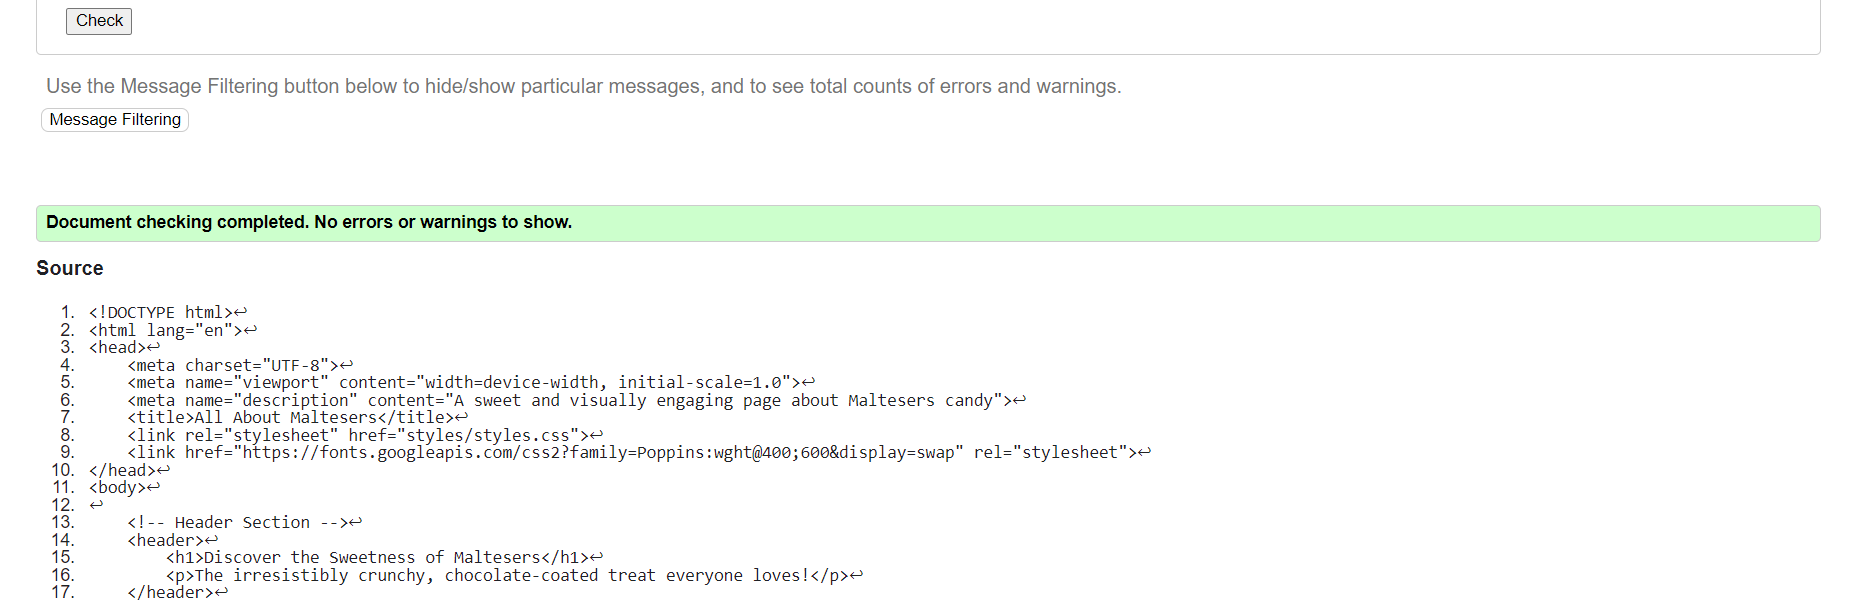 Check
Use the Message Filtering button below to hide/show particular messages, and to see total counts of errors and warnings.
Message Filtering
Document checking completed. No errors or warnings to show.
Source
1. <!DOCTYPE html>↩
2. <html lang="en">↩
3. <head>↩
4.     <meta charset="UTF-8">↩
5.     <meta name="viewport" content="width=device-width, initial-scale=1.0">↩
6.     <meta name="description" content="A sweet and visually engaging page about Maltesers candy">↩
7.     <title>All About Maltesers</title>↩
8.     <link rel="stylesheet" href="styles/styles.css">↩
9.     <link href="https://fonts.googleapis.com/css2?family=Poppins:wght@400;600&display=swap" rel="stylesheet">↩
10. </head>↩
11. <body>↩
12. ↩
13.     <!-- Header Section -->↩
14.     <header>↩
15.         <h1>Discover the Sweetness of Maltesers</h1>↩
16.         <p>The irresistibly crunchy, chocolate-coated treat everyone loves!</p>↩
17.     </header>↩